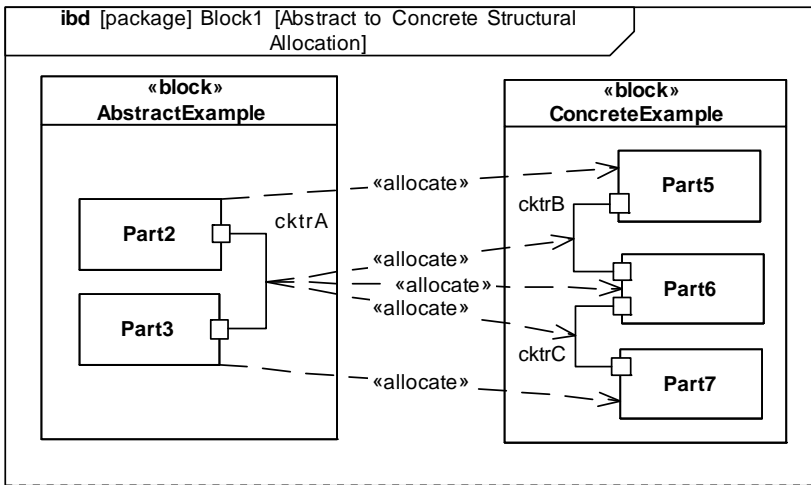 ibd [package] Block1 [Abstract to Concrete Structural
Allocation]
«block»
AbstractExample
Part2
Part3
cktrA
«allocate»
«allocate»
«allocate»
«allocate»
«allocate»
«block»
ConcreteExample
Part5
cktrB
Part6
cktrC
Part7